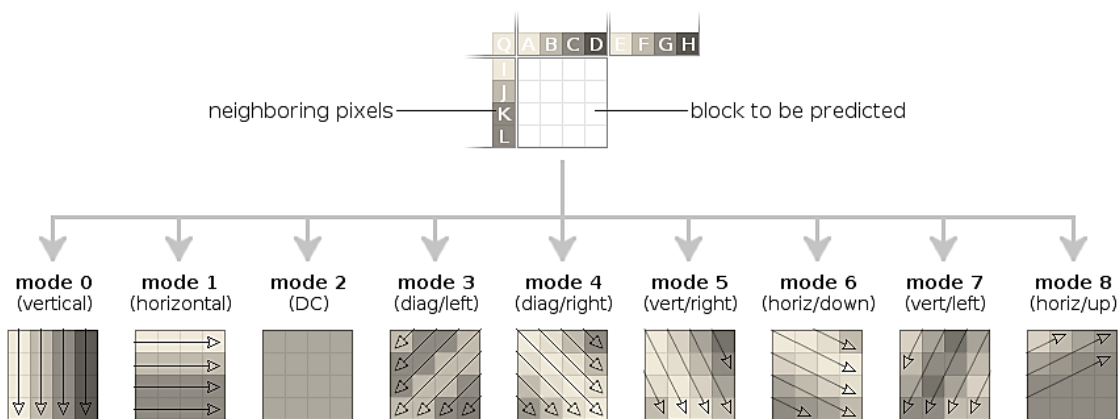 Q A B C D E F G H
I
J
neighboring pixels K block to be predicted
L
mode 0 mode 1 mode 2 mode 3 mode 4 mode 5 mode 6 mode 7 mode 8
(vertical) (horizontal) (DC) (diag/left) (diag/right) (vert/right) (horiz/down) (vert/left) (horiz/up)